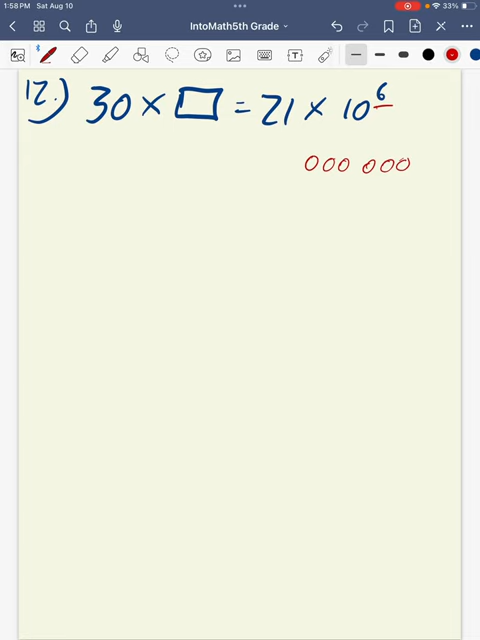 1:58 PM Sat Aug 10 33%
IntoMath5th Grade
T
12.) 30 × □ = 21 × 10⁶
000 000